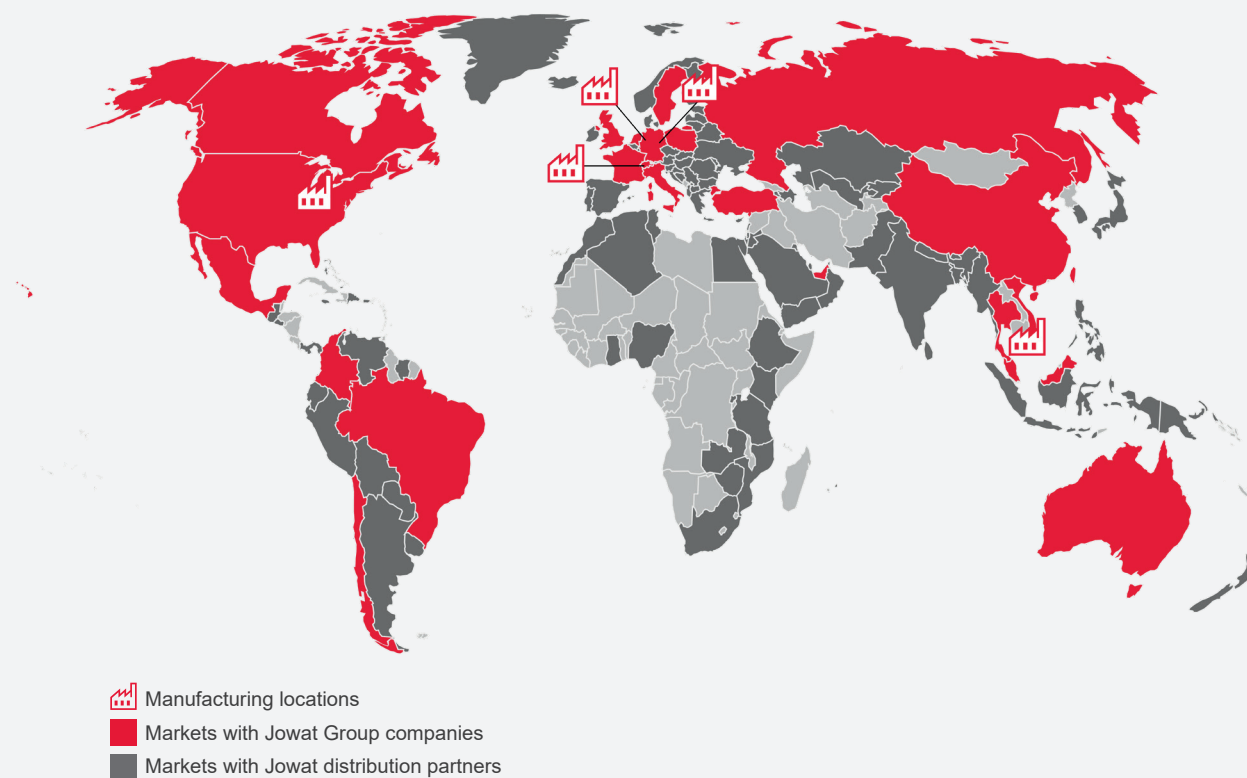 Manufacturing locations
Markets with Jowat Group companies
Markets with Jowat distribution partners